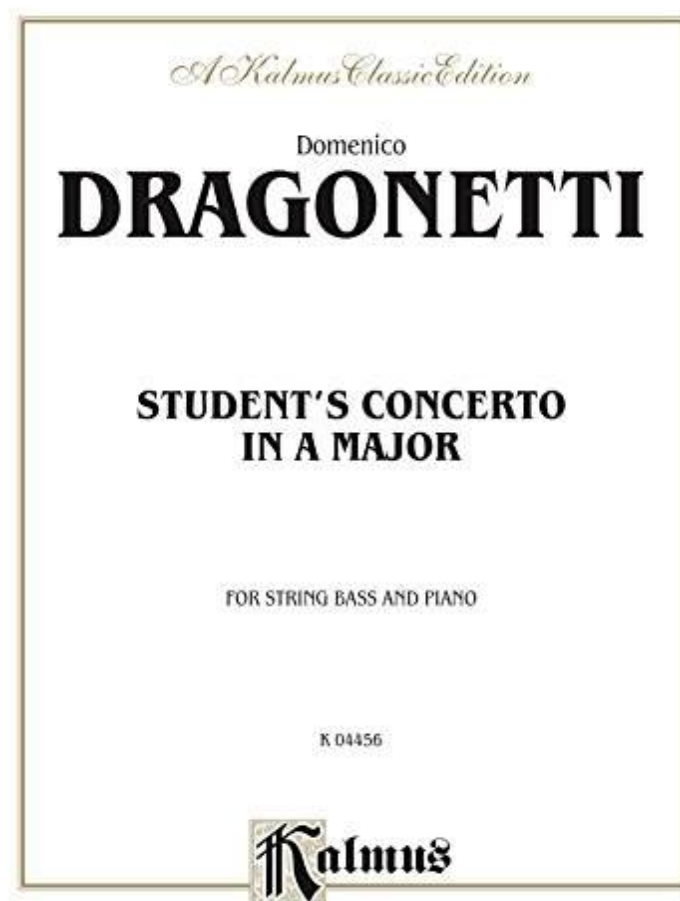 A Kalmus Classic Edition
Domenico
DRAGONETTI
STUDENT'S CONCERTO
IN A MAJOR
FOR STRING BASS AND PIANO
K 04456
Kalmus